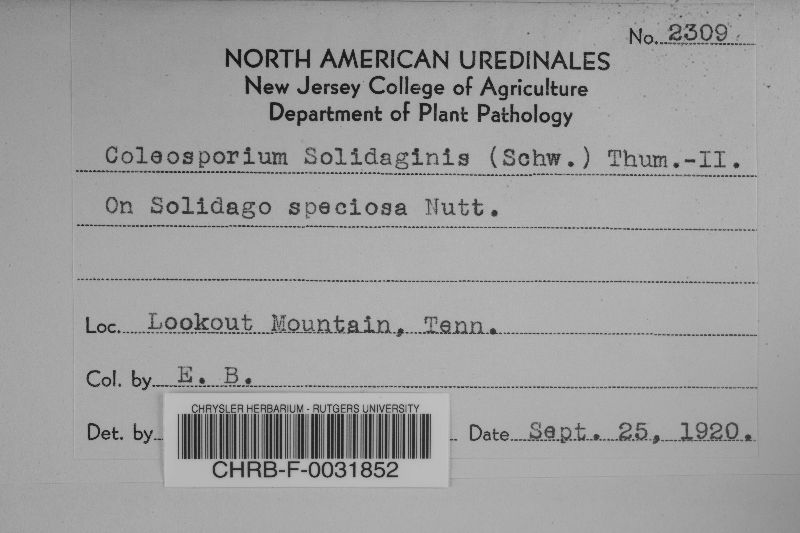 No. 2309
NORTH AMERICAN UREDINALES
New Jersey College of Agriculture
Department of Plant Pathology
Coleosporium Solidaginis (Schw.) Thum.-II.
On Solidago speciosa Nutt.
Loc. Lookout Mountain, Tenn.
Col. by E. B.
Det. by Date Sept. 25, 1920.
CHRYSLER HERBARIUM - RUTGERS UNIVERSITY
CHRB-F-0031852